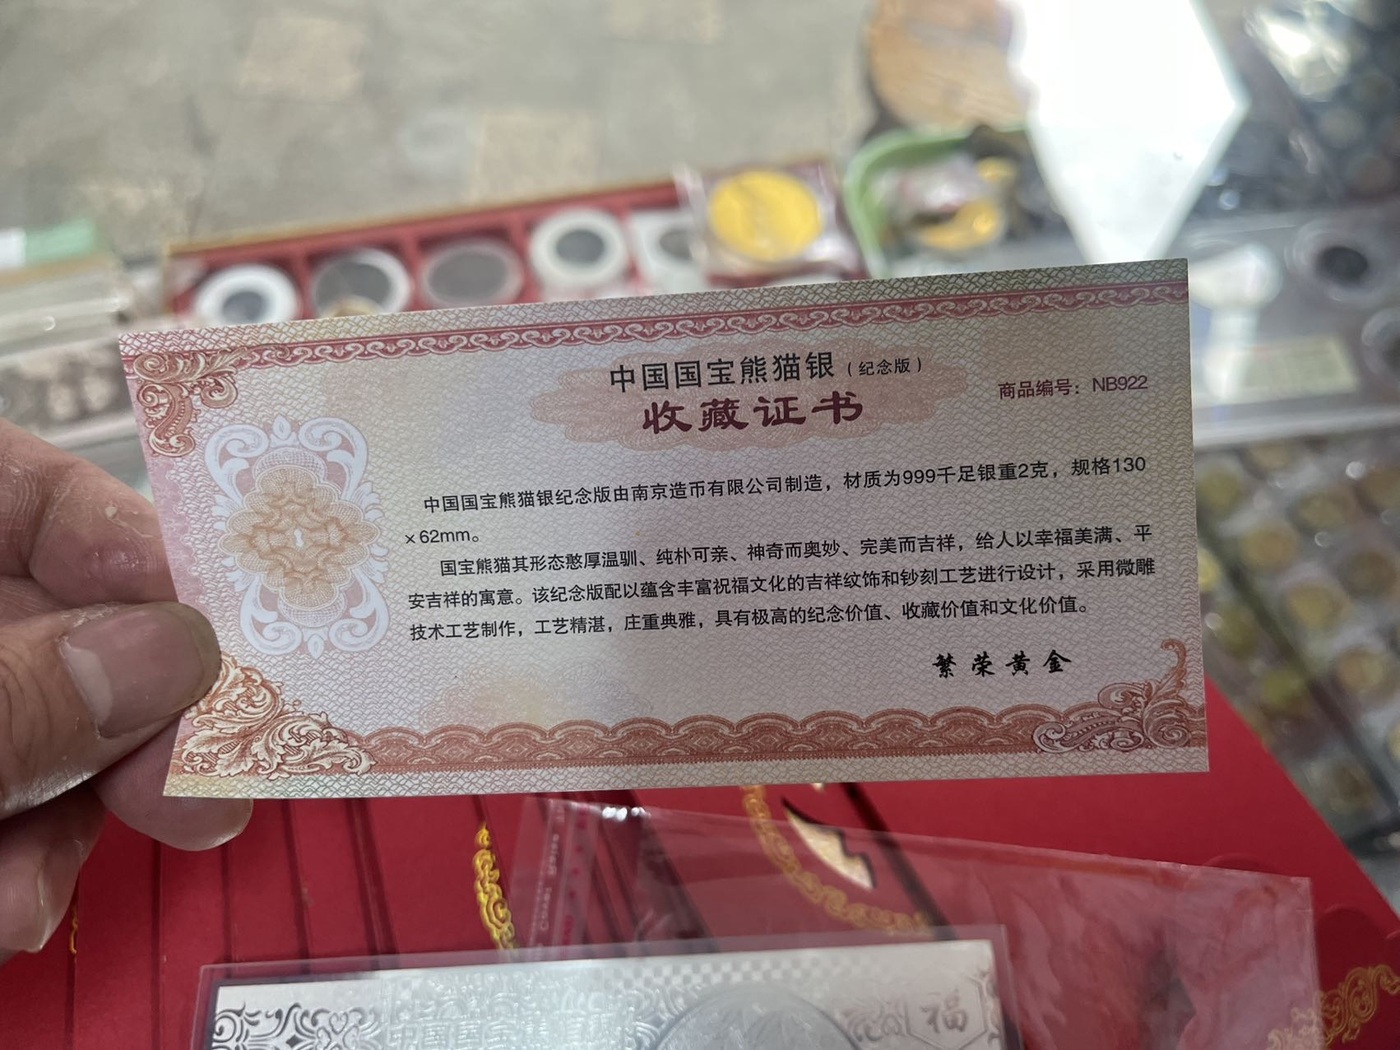 中国国宝熊猫银（纪念版）
收藏证书
商品编号：NB922
中国国宝熊猫银纪念版由南京造币有限公司制造，材质为999千足银重2克，规格130
×62mm。
国宝熊猫其形态憨厚温驯、纯朴可亲、神奇而奥妙、完美而吉祥，给人以幸福美满、平
安吉祥的寓意。该纪念版配以蕴含丰富祝福文化的吉祥纹饰和钞刻工艺进行设计，采用微雕
技术工艺制作，工艺精湛，庄重典雅，具有极高的纪念价值、收藏价值和文化价值。
繁荣黄金
福